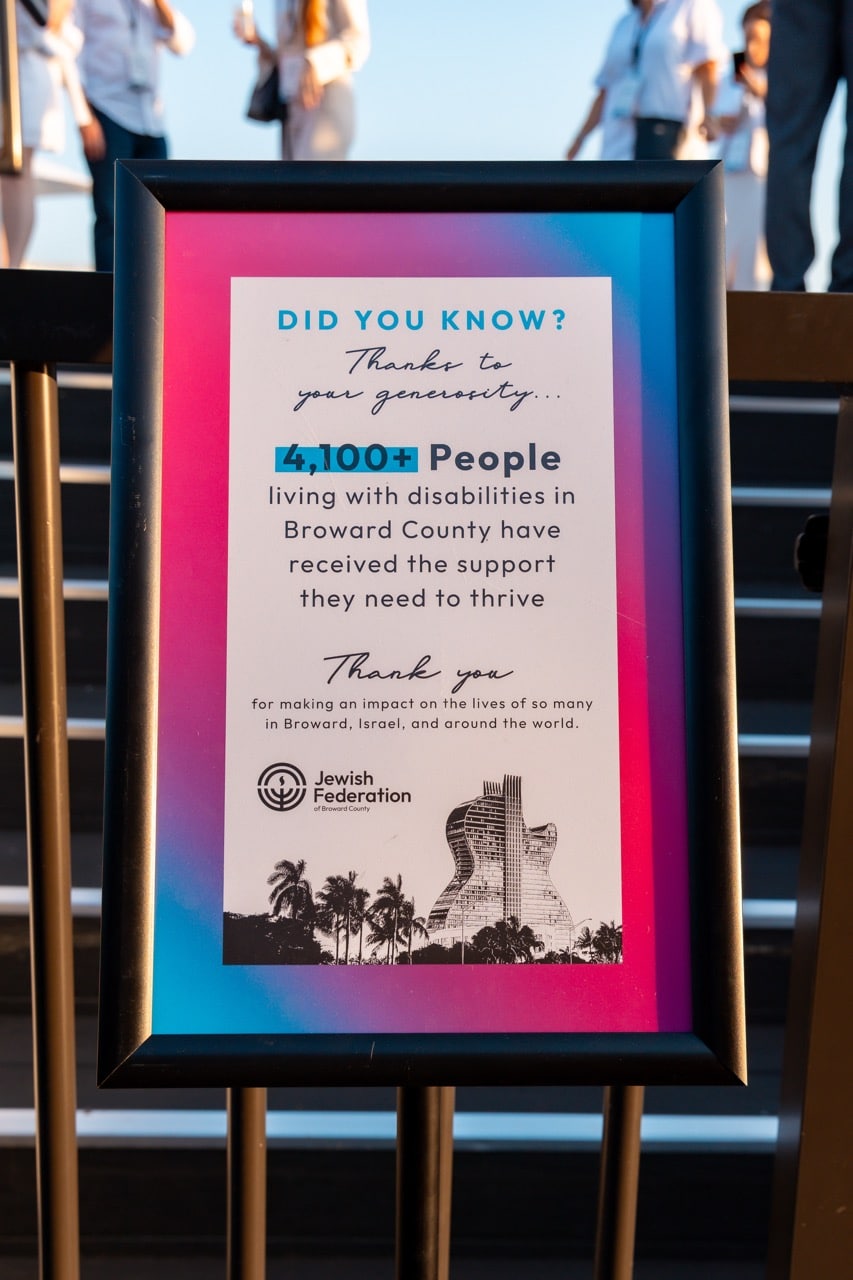 DID YOU KNOW?
Thanks to
your generosity...
4,100+ People
living with disabilities in
Broward County have
received the support
they need to thrive
Thank you
for making an impact on the lives of so many
in Broward, Israel, and around the world.
Jewish
Federation
of Broward County